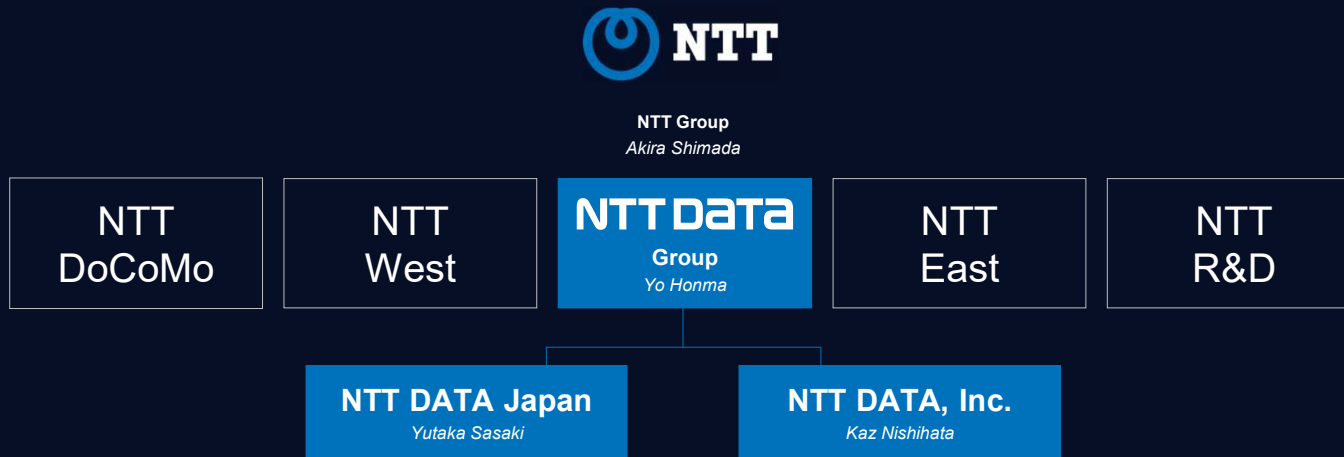 NTT
NTT Group
Akira Shimada
NTT
DoCoMo
NTT
West
NTT DATA
Group
Yo Honma
NTT
East
NTT
R&D
NTT DATA Japan
Yutaka Sasaki
NTT DATA, Inc.
Kaz Nishihata